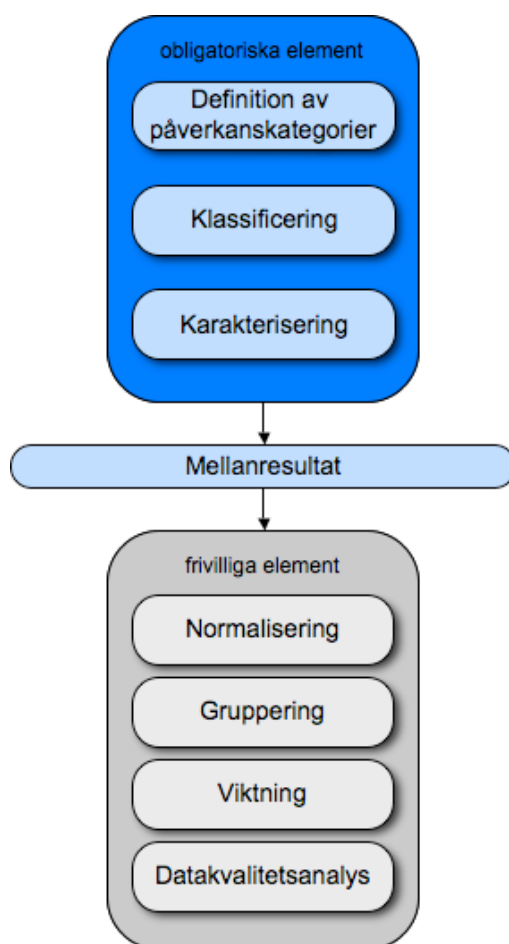 obligatoriska element
Definition av
påverkanskategorier
Klassificering
Karakterisering
Mellanresultat
frivilliga element
Normalisering
Gruppering
Viktning
Datakvalitetsanalys